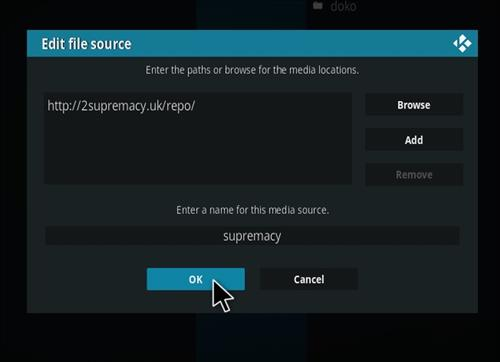 doko
Edit file source
Enter the paths or browse for the media locations.
http://2supremacy.uk/repo/
Browse
Add
Remove
Enter a name for this media source.
supremacy
OK
Cancel